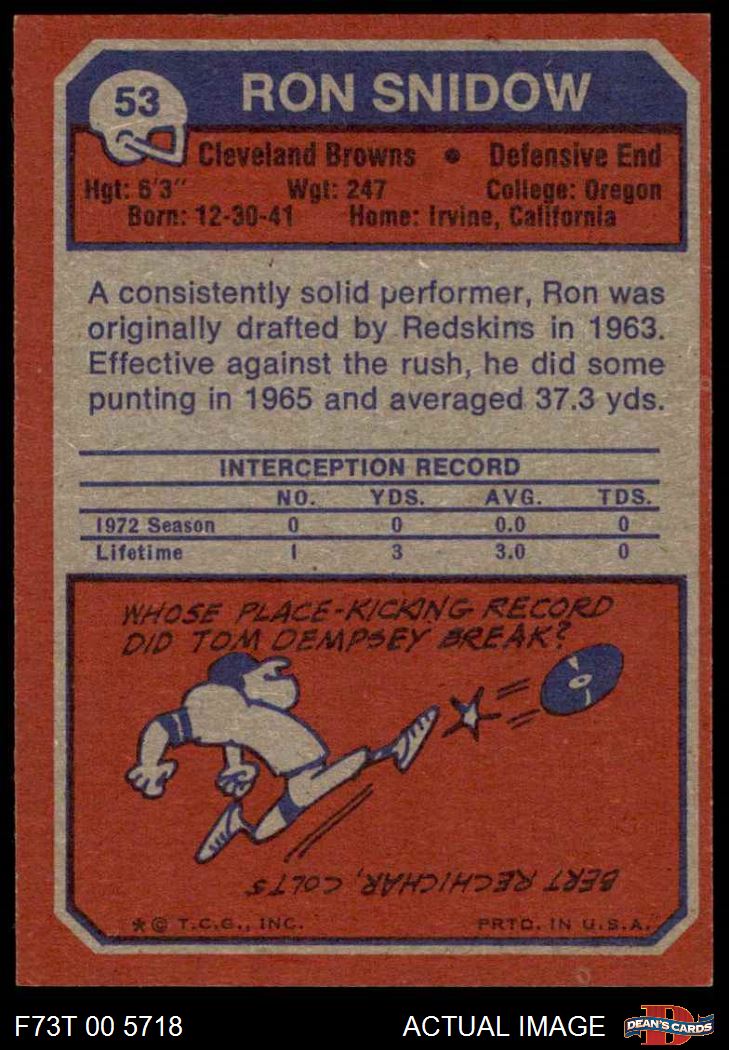 53
RON SNIDOW
Cleveland Browns • Defensive End
Hgt: 6'3" Wgt: 247 College: Oregon
Born: 12-30-41 Home: Irvine, California
A consistently solid performer, Ron was
originally drafted by Redskins in 1963.
Effective against the rush, he did some
punting in 1965 and averaged 37.3 yds.
INTERCEPTION RECORD
NO. YDS. AVG. TDS.
1972 Season 0 0 0.0 0
Lifetime 1 3 3.0 0
WHOSE PLACE-KICKING RECORD
DID TOM DEMPSEY BREAK?
BERT RECHICHAR, COLTS
* © T.C.G., INC. PRTD. IN U.S.A.
F73T 00 5718 ACTUAL IMAGE
D
DEAN'S CARDS